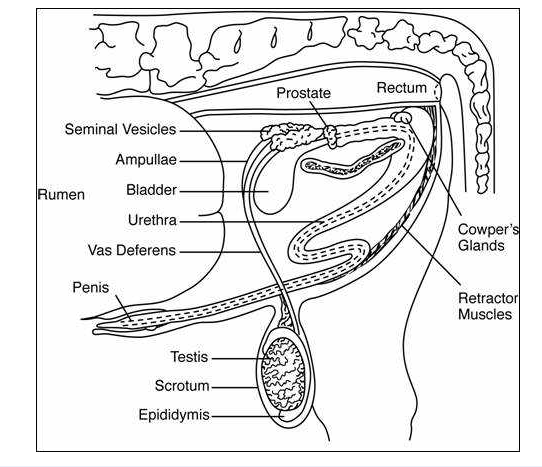 Prostate
Rectum
Seminal Vesicles
Ampullae
Rumen
Bladder
Urethra
Cowper's
Glands
Vas Deferens
Penis
Retractor
Muscles
Testis
Scrotum
Epididymis